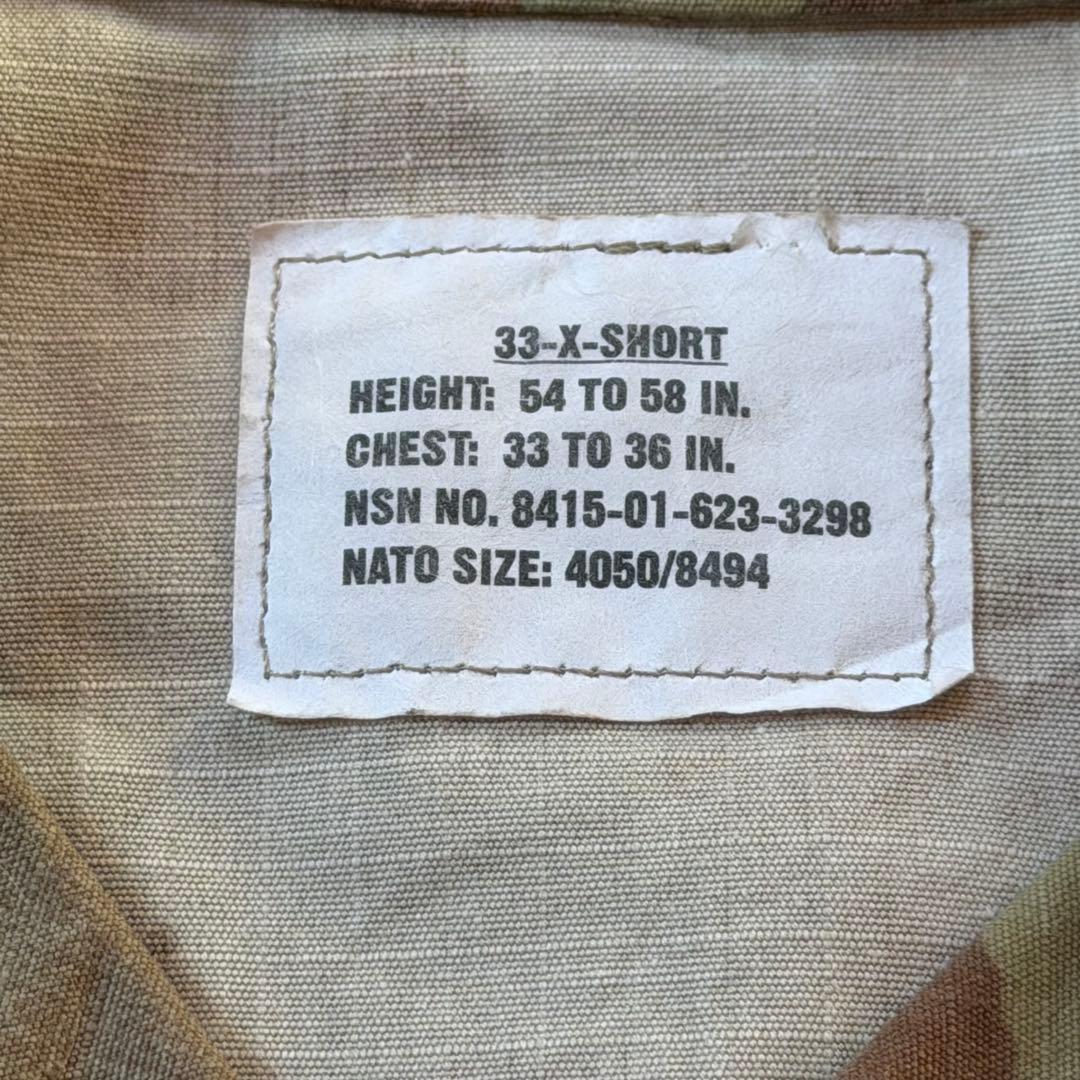 33-X-SHORT
HEIGHT: 54 TO 58 IN.
CHEST: 33 TO 36 IN.
NSN NO. 8415-01-623-3298
NATO SIZE: 4050/8494